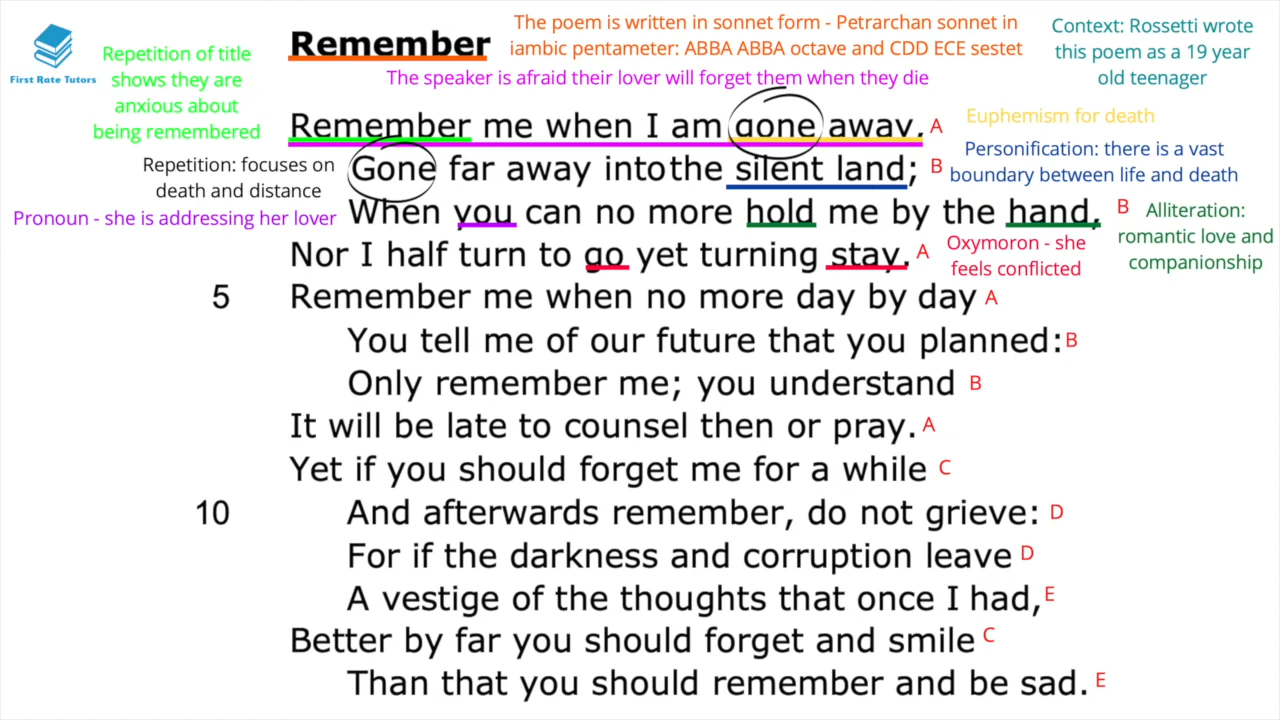 First Rate Tutors
Remember
The poem is written in sonnet form - Petrarchan sonnet in
iambic pentameter: ABBA ABBA octave and CDD ECE sestet
Context: Rossetti wrote
this poem as a 19 year
old teenager
Repetition of title
shows they are
anxious about
being remembered
The speaker is afraid their lover will forget them when they die
Remember me when I am gone away, A
Euphemism for death
Repetition: focuses on
death and distance
Gone far away intothe silent land; B
Personification: there is a vast
boundary between life and death
Pronoun - she is addressing her lover
When you can no more hold me by the hand, B
Alliteration:
romantic love and
companionship
Nor I half turn to go yet turning stay. A
Oxymoron - she
feels conflicted
5 Remember me when no more day by day A
You tell me of our future that you planned: B
Only remember me; you understand B
It will be late to counsel then or pray. A
Yet if you should forget me for a while C
10 And afterwards remember, do not grieve: D
For if the darkness and corruption leave D
A vestige of the thoughts that once I had, E
Better by far you should forget and smile C
Than that you should remember and be sad. E